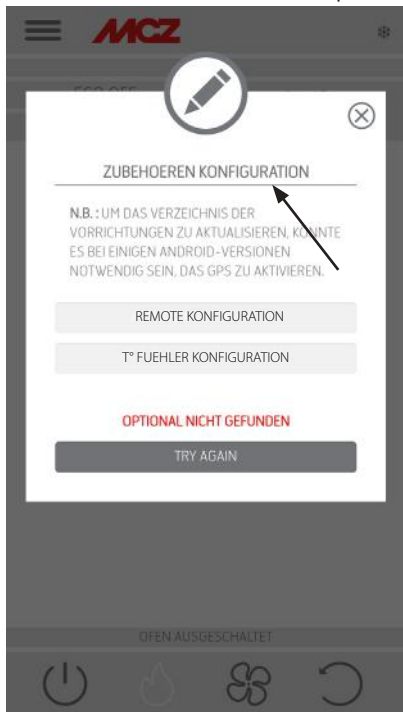 MCZ
ZUBEHOEREN KONFIGURATION
N.B. : UM DAS VERZEICHNIS DER
VORRICHTUNGEN ZU AKTUALISIEREN, KÖNNTE
ES BEI EINIGEN ANDROID-VERSIONEN
NOTWENDIG SEIN, DAS GPS ZU AKTIVIEREN.
REMOTE KONFIGURATION
T° FUEHLER KONFIGURATION
OPTIONAL NICHT GEFUNDEN
TRY AGAIN
OFEN AUSGESCHALTET